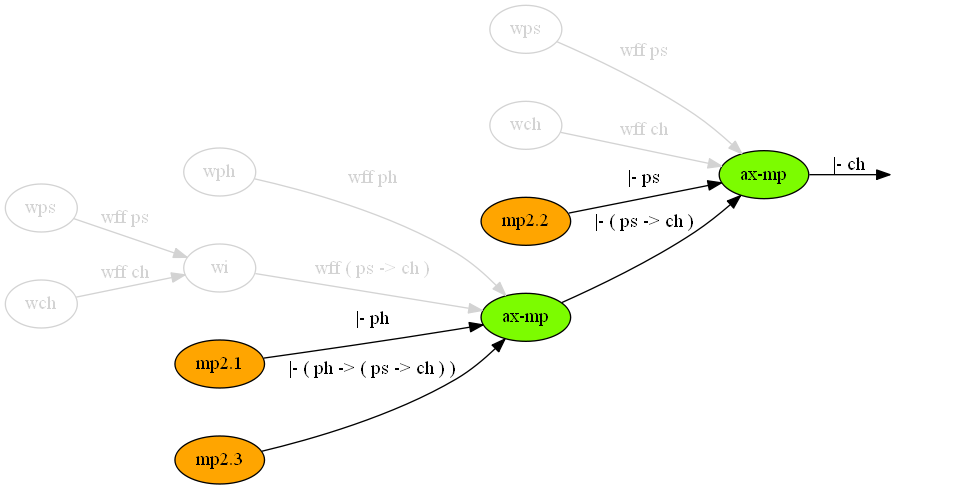 wps
wff ps
wch
wff ch
ax-mp
|- ch
wph
wff ph
|- ps
wps
wff ps
mp2.2
|- ( ps -> ch )
wi
wff ( ps -> ch )
wch
wff ch
|- ph
ax-mp
mp2.1
|- ( ph -> ( ps -> ch ) )
mp2.3